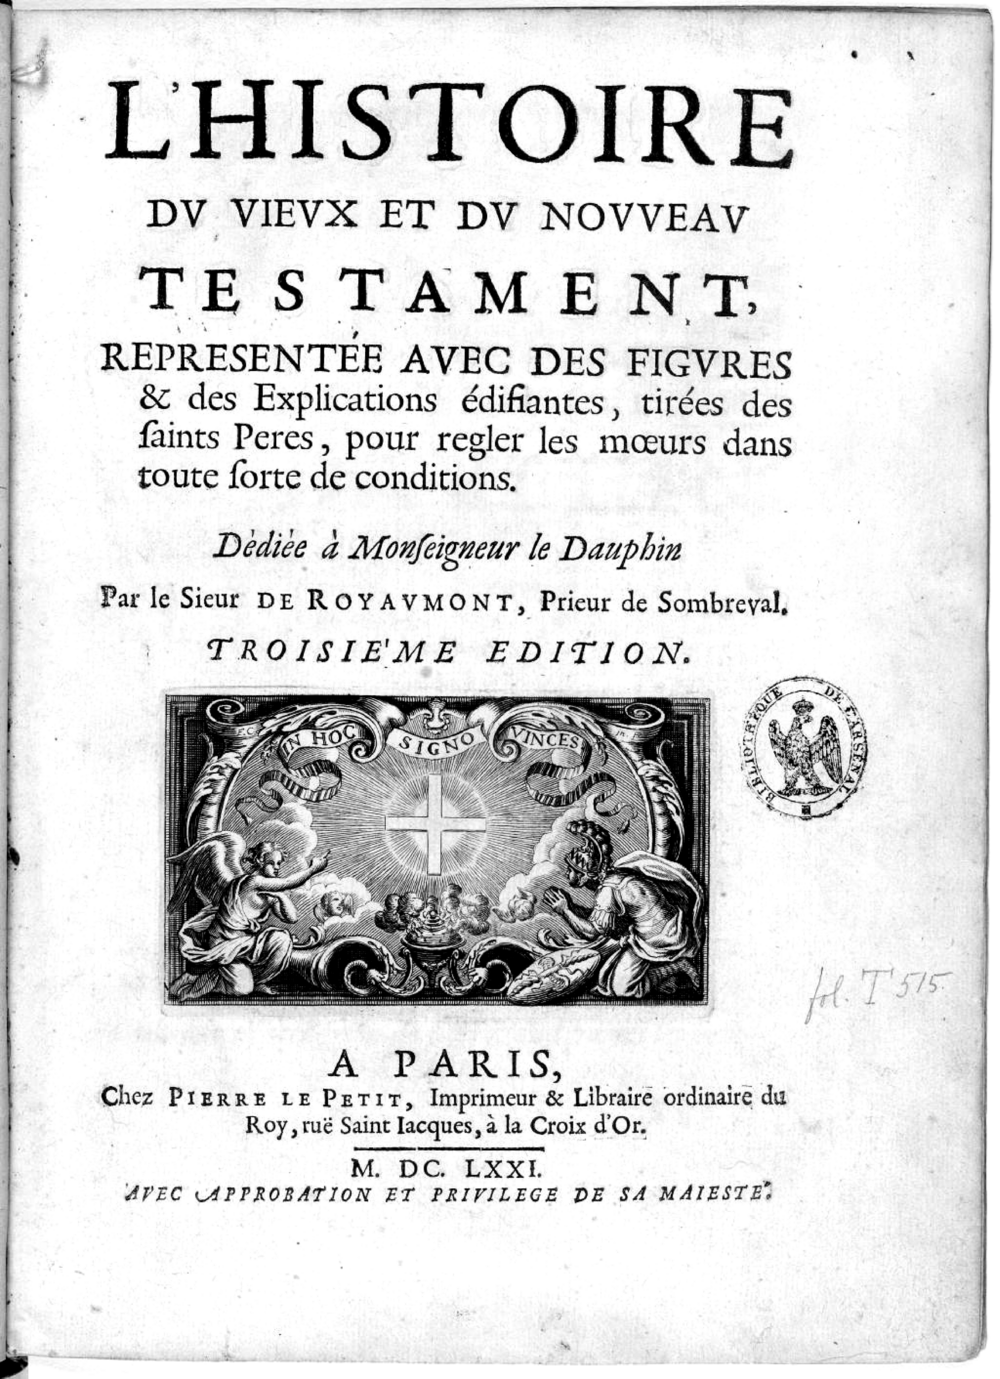 L'HISTOIRE
DV VIEVX ET DV NOVVEAV
TESTAMENT,
REPRESENTÉE AVEC DES FIGVRES
& des Explications édifiantes, tirées des
ſaints Peres, pour regler les mœurs dans
toute ſorte de conditions.
Dèdiée à Monſeigneur le Dauphin
Par le Sieur DE ROYAVMONT, Prieur de Sombreval.
TROISIE'ME EDITION.
IN HOC SIGNO VINCES
BIBLIOTHEQUE DE L'ARSENAL
fol. T 515
A PARIS,
Chez PIERRE LE PETIT, Imprimeur & Libraire ordinaire du
Roy, ruë Saint Iacques, à la Croix d'Or.
M. DC. LXXI.
AVEC APPROBATION ET PRIVILEGE DE SA MAIESTE'.